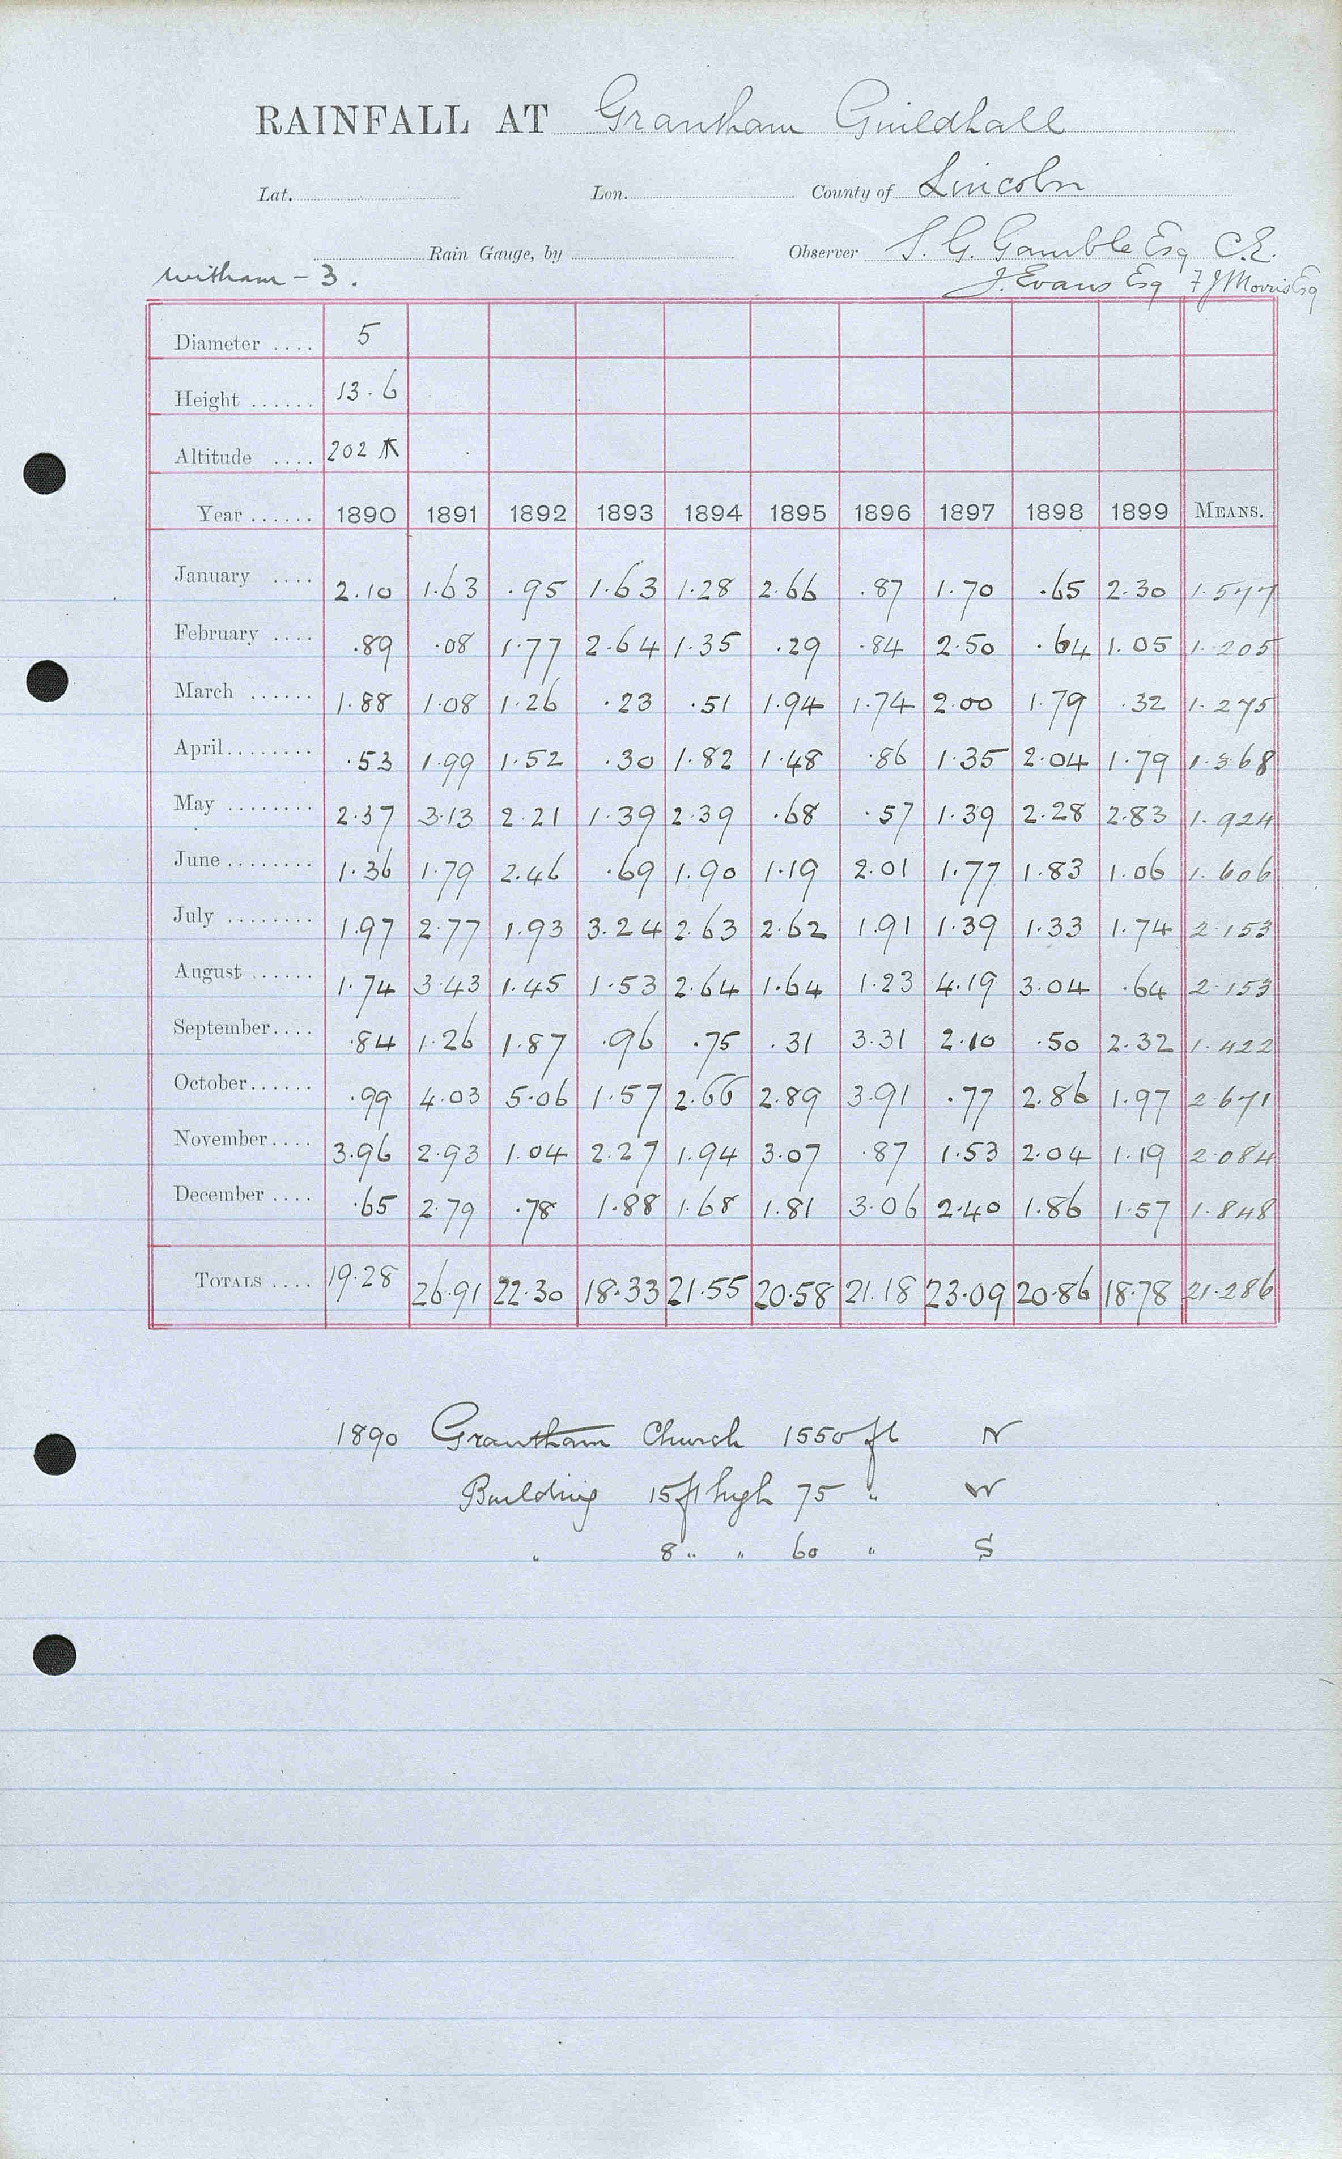 RAINFALL AT Grantham Guildhall
Lat. Lon. County of Lincoln
Rain Gauge, by Observer S. G. Gamble Esq C.E.
Witham - 3. J. Evans Esq F J Morris Esq
Diameter .... 5
Height ...... 13.6
Altitude .... 202
Year ...... 1890 1891 1892 1893 1894 1895 1896 1897 1898 1899 MEANS.
January .... 2.10 1.63 .95 1.63 1.28 2.66 .87 1.70 .65 2.30 1.577
February .... .89 .08 1.77 2.64 1.35 .29 .84 2.50 .64 1.05 1.205
March ...... 1.88 1.08 1.26 .23 .51 1.94 1.74 2.00 1.79 .32 1.275
April ........ .53 1.99 1.52 .30 1.82 1.48 .86 1.35 2.04 1.79 1.368
May ........ 2.37 3.13 2.21 1.39 2.39 .68 .57 1.39 2.28 2.83 1.924
June ........ 1.36 1.79 2.46 .69 1.90 1.19 2.01 1.77 1.83 1.06 1.606
July ........ 1.97 2.77 1.93 3.24 2.63 2.62 1.91 1.39 1.33 1.74 2.153
August ...... 1.74 3.43 1.45 1.53 2.64 1.64 1.23 4.19 3.04 .64 2.153
September .... .84 1.26 1.87 .96 .75 .31 3.31 2.10 .50 2.32 1.422
October ...... .99 4.03 5.06 1.57 2.66 2.89 3.91 .77 2.86 1.97 2.671
November .... 3.96 2.93 1.04 2.27 1.94 3.07 .87 1.53 2.04 1.19 2.084
December .... .65 2.79 .78 1.88 1.68 1.81 3.06 2.40 1.86 1.57 1.848
TOTALS .... 19.28 26.91 22.30 18.33 21.55 20.58 21.18 23.09 20.86 18.78 21.286
1890 Grantham Church 1550 ft N
Building 15 ft high 75 " W
" 8 " " 60 " S